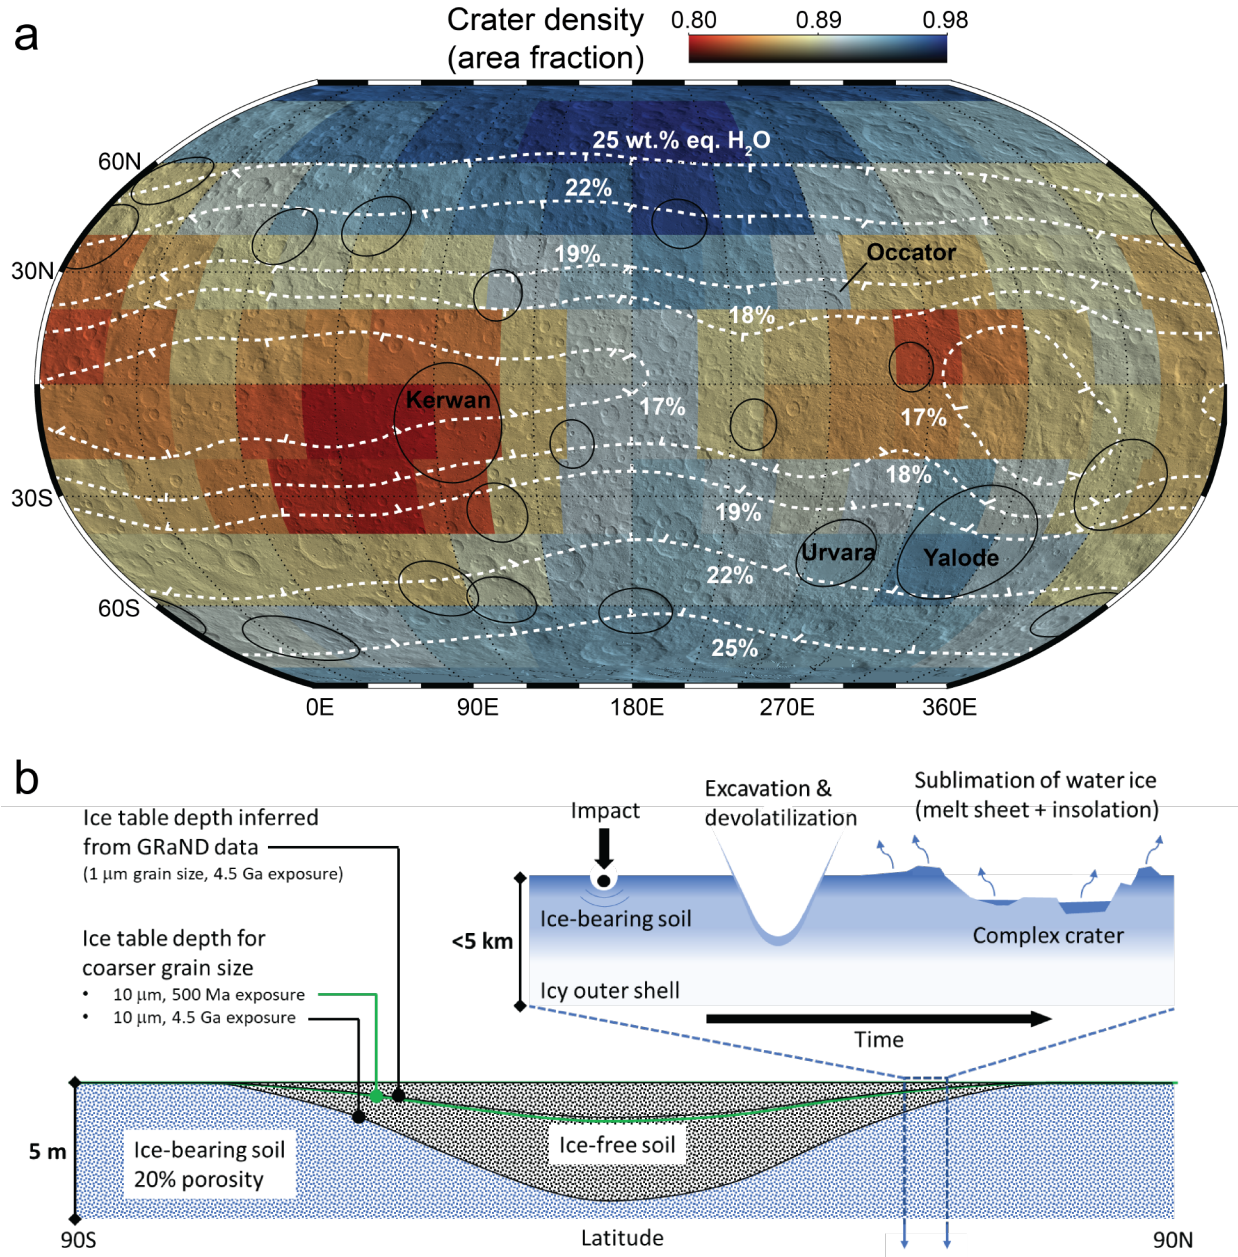 a
Crater density
(area fraction)
0.80 0.89 0.98
25 wt.% eq. H₂O
60N
22%
19%
Occator
30N
18%
Kerwan
17%
17%
18%
30S
19%
Urvara
Yalode
22%
60S
25%
0E 90E 180E 270E 360E
b
Ice table depth inferred
from GRaND data
(1 µm grain size, 4.5 Ga exposure)
Ice table depth for
coarser grain size
• 10 µm, 500 Ma exposure
• 10 µm, 4.5 Ga exposure
Impact
Excavation &
devolatilization
Sublimation of water ice
(melt sheet + insolation)
Ice-bearing soil
<5 km
Complex crater
Icy outer shell
Time
5 m
Ice-bearing soil
20% porosity
Ice-free soil
90S Latitude 90N